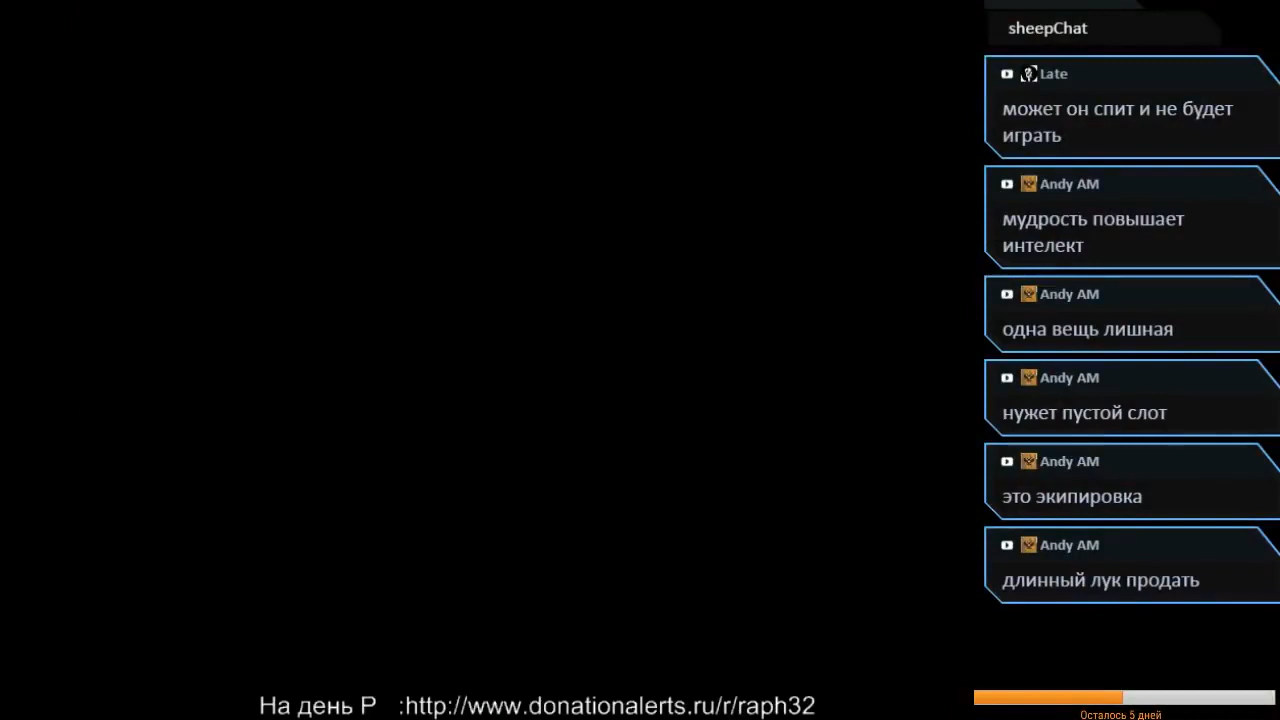 sheepChat
Late
может он спит и не будет
играть
Andy AM
мудрость повышает
интелект
Andy AM
одна вещь лишная
Andy AM
нужет пустой слот
Andy AM
это экипировка
Andy AM
длинный лук продать
На день Р :http://www.donationalerts.ru/r/raph32
Осталось 5 дней